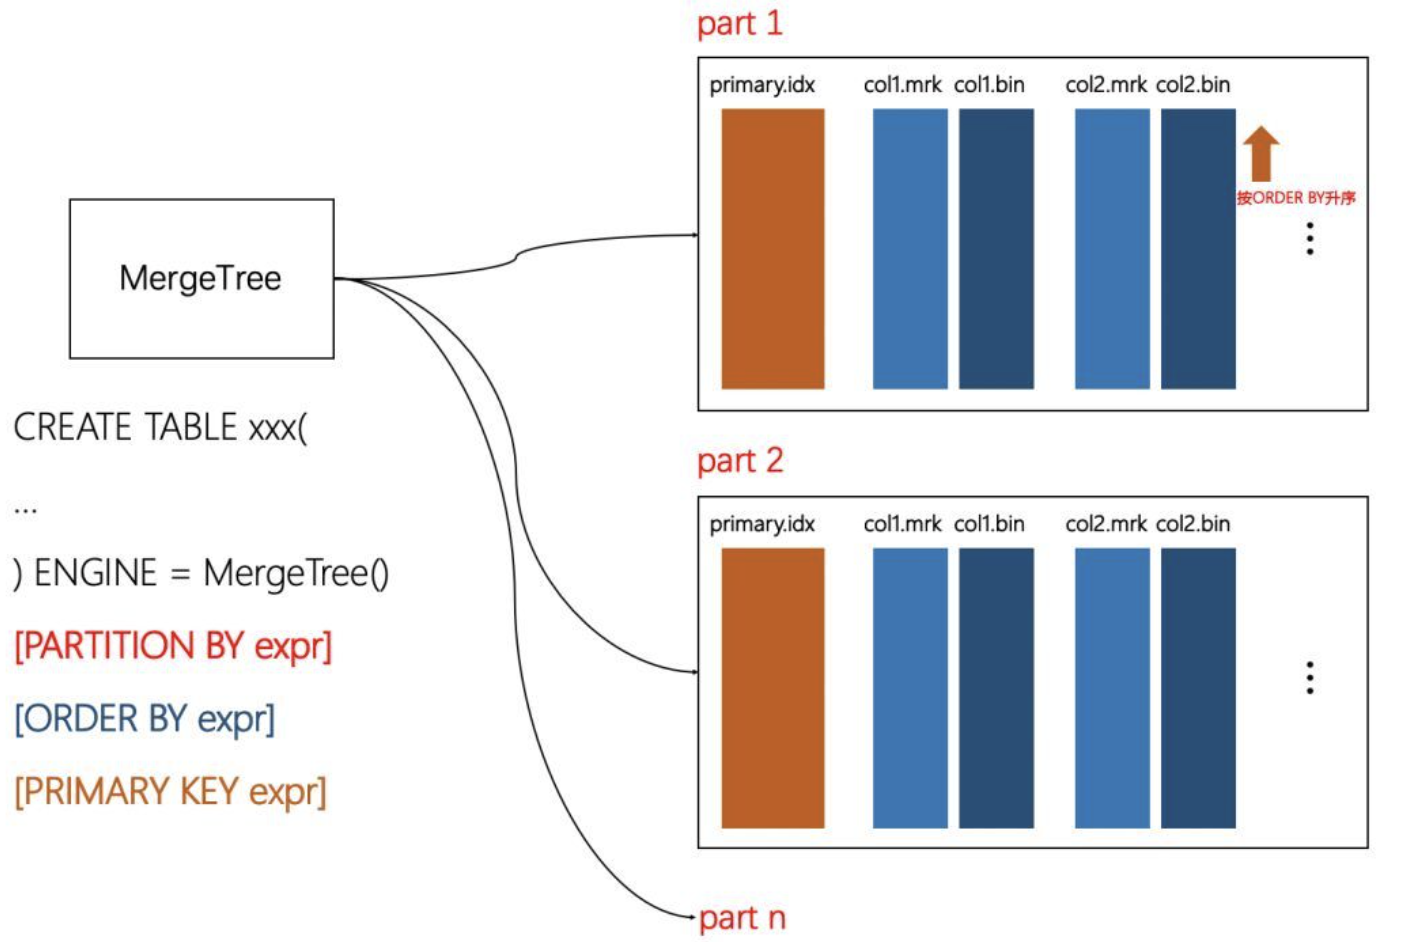 MergeTree
CREATE TABLE xxx(
...
) ENGINE = MergeTree()
[PARTITION BY expr]
[ORDER BY expr]
[PRIMARY KEY expr]
part 1
primary.idx col1.mrk col1.bin col2.mrk col2.bin
按ORDER BY升序
part 2
primary.idx col1.mrk col1.bin col2.mrk col2.bin
part n